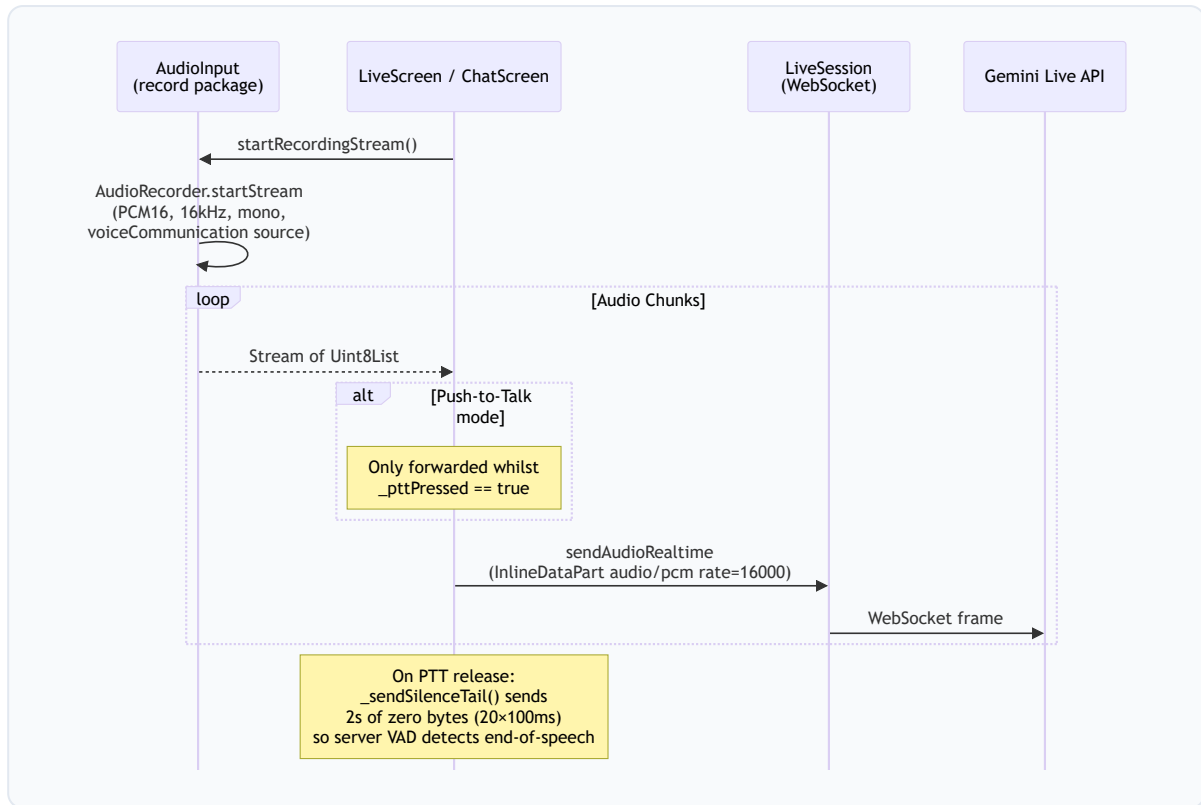 AudioInput
(record package)
LiveScreen / ChatScreen
LiveSession
(WebSocket)
Gemini Live API
startRecordingStream()
AudioRecorder.startStream
(PCM16, 16kHz, mono,
voiceCommunication source)
loop
[Audio Chunks]
Stream of Uint8List
alt
[Push-to-Talk
mode]
Only forwarded whilst
_pttPressed == true
sendAudioRealtime
(InlineDataPart audio/pcm rate=16000)
WebSocket frame
On PTT release:
_sendSilenceTail() sends
2s of zero bytes (20×100ms)
so server VAD detects end-of-speech